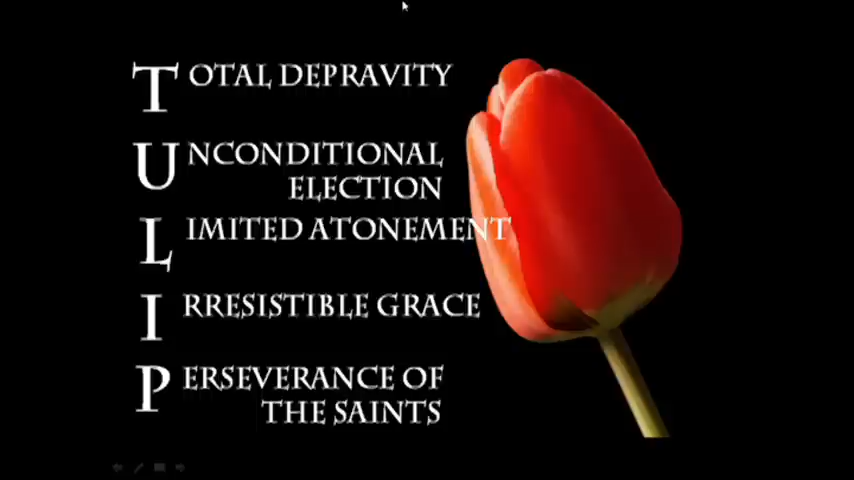 TOTAL DEPRAVITY
UNCONDITIONAL
ELECTION
LIMITED ATONEMENT
IRRESISTIBLE GRACE
PERSEVERANCE OF
THE SAINTS